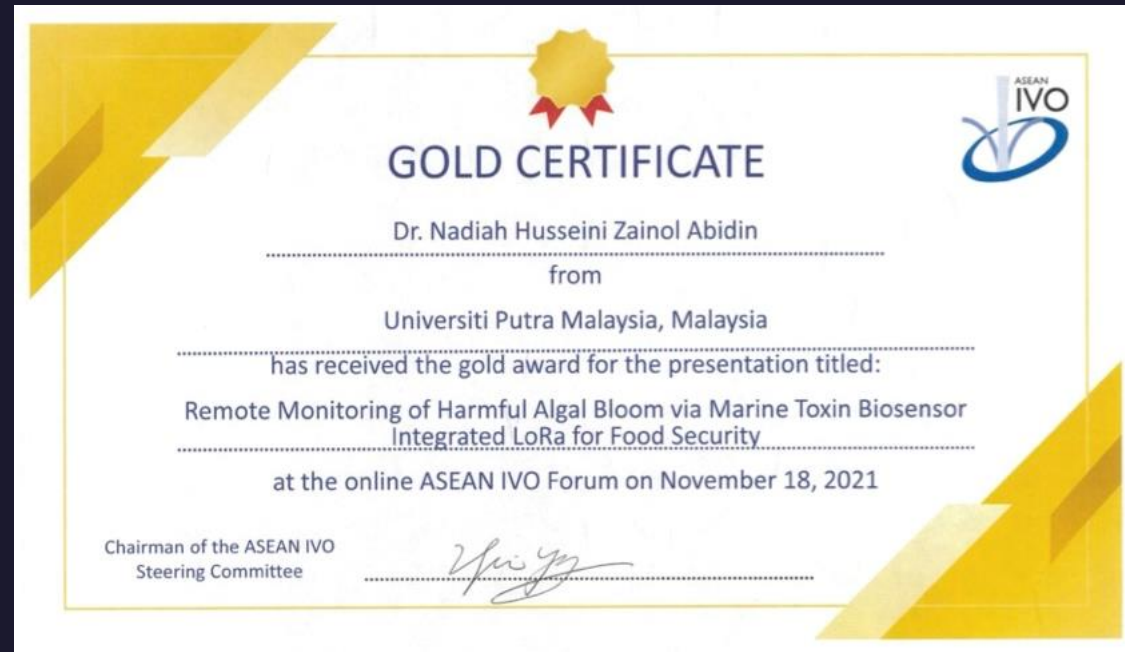 ASEAN
IVO
GOLD CERTIFICATE
Dr. Nadiah Husseini Zainol Abidin
from
Universiti Putra Malaysia, Malaysia
has received the gold award for the presentation titled:
Remote Monitoring of Harmful Algal Bloom via Marine Toxin Biosensor
Integrated LoRa for Food Security
at the online ASEAN IVO Forum on November 18, 2021
Chairman of the ASEAN IVO
Steering Committee